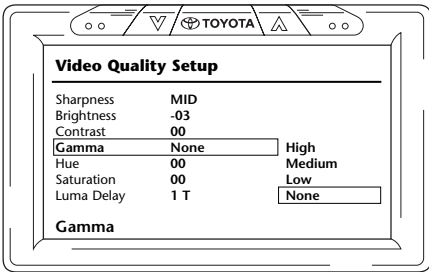 TOYOTA
Video Quality Setup
Sharpness MID
Brightness -03
Contrast 00
Gamma None High
Hue 00 Medium
Saturation 00 Low
Luma Delay 1 T None
Gamma